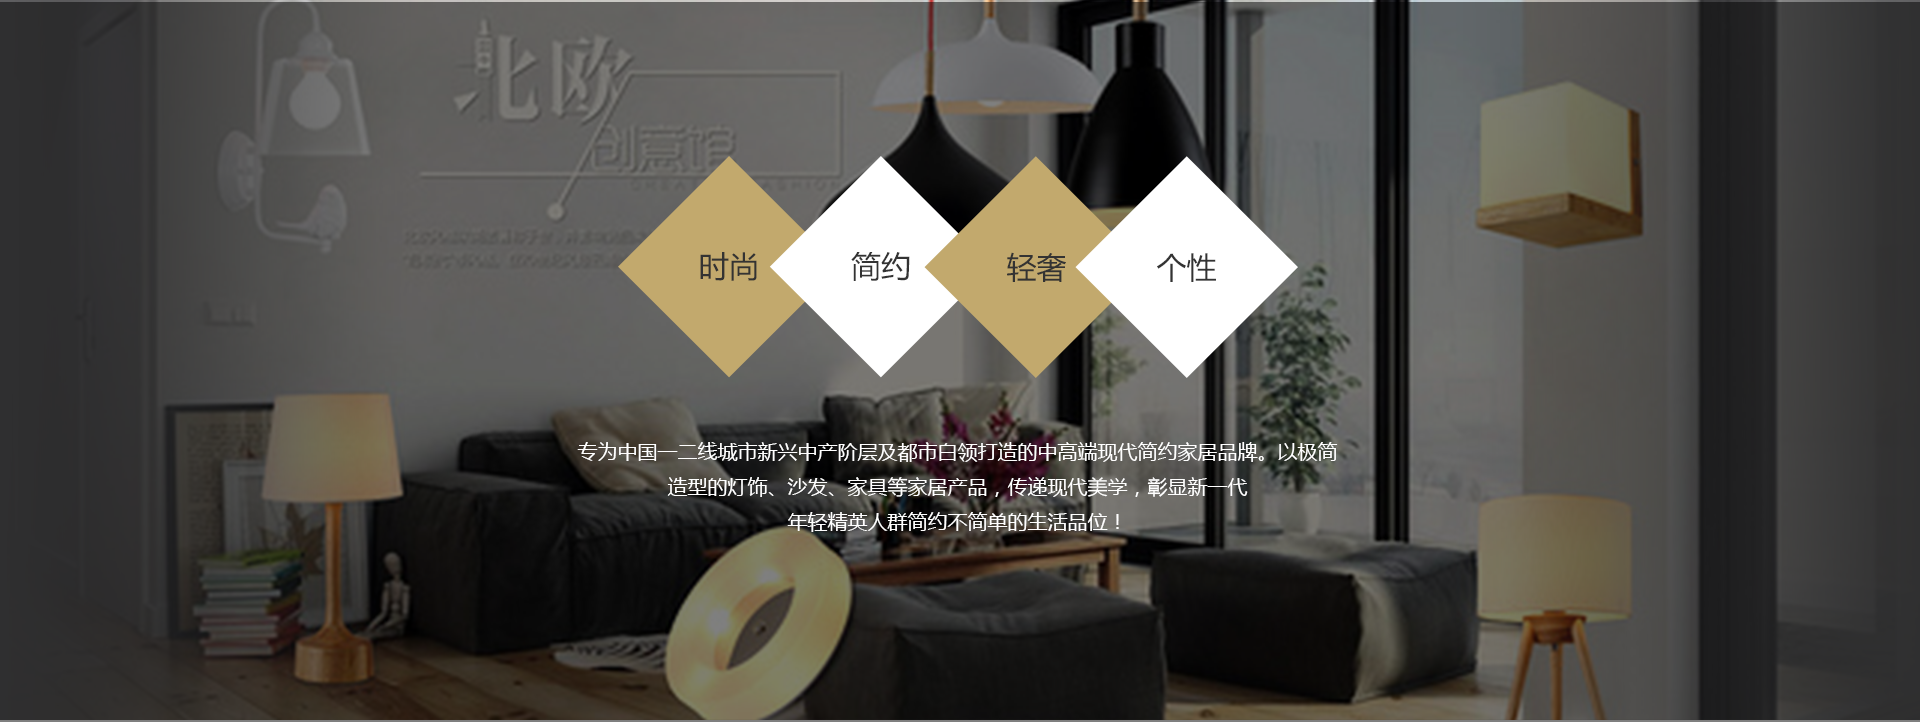 北欧
创意馆
时尚
简约
轻奢
个性
专为中国一二线城市新兴中产阶层及都市白领打造的中高端现代简约家居品牌。以极简
造型的灯饰、沙发、家具等家居产品，传递现代美学，彰显新一代
年轻精英人群简约不简单的生活品位！